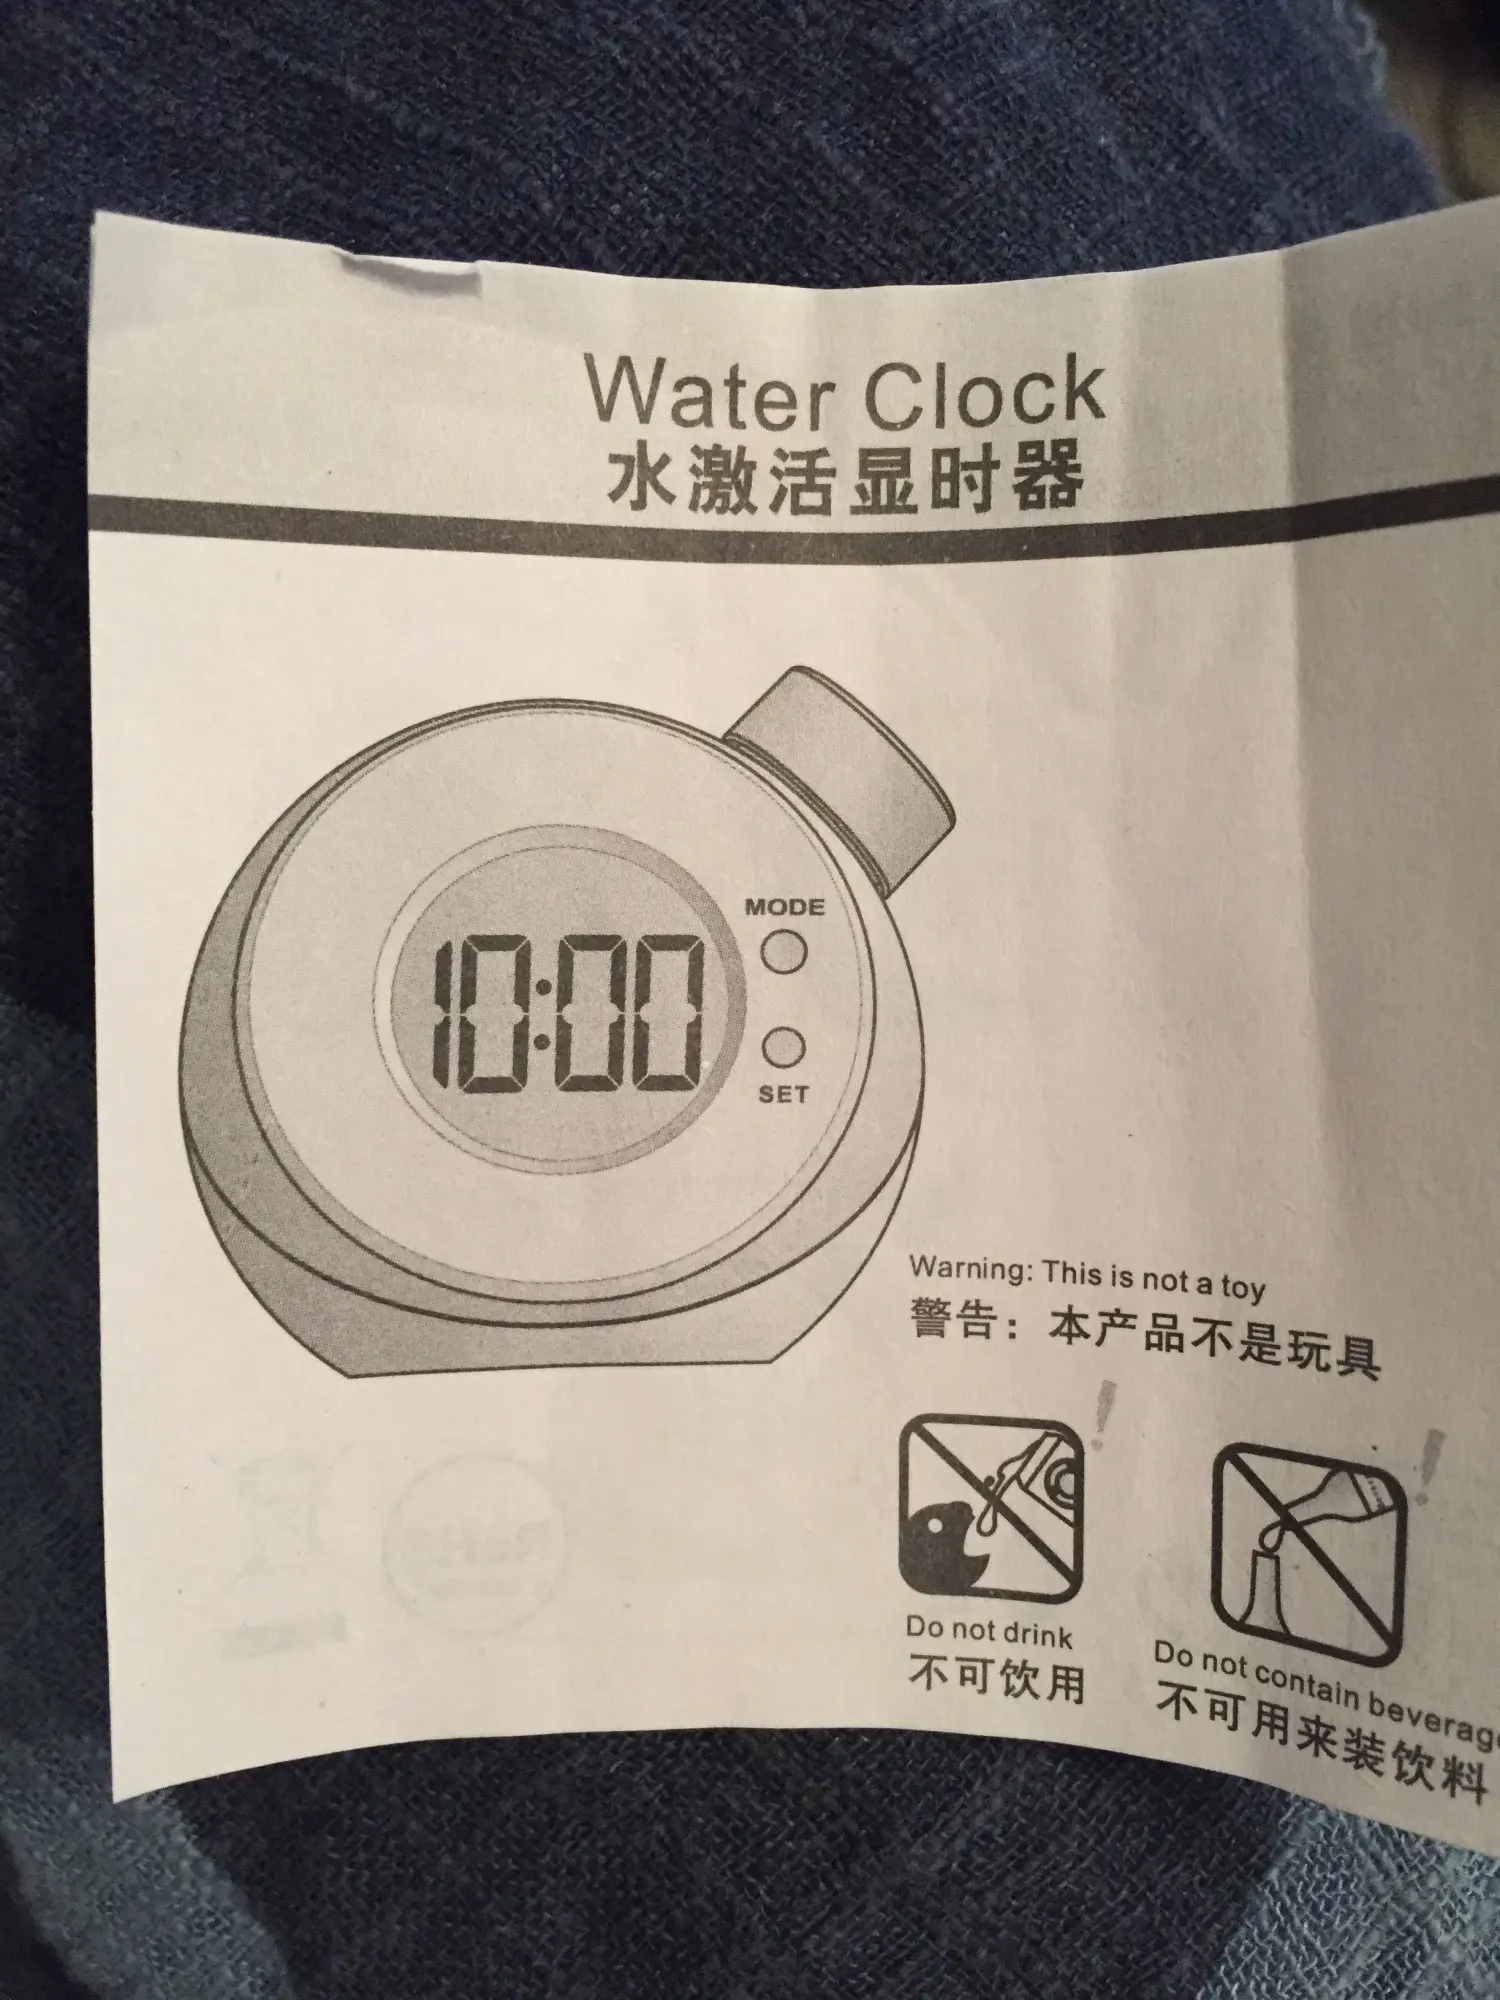 Water Clock
水激活显时器
MODE
10:00
SET
Warning: This is not a toy
警告：本产品不是玩具
!
!
Do not drink
不可饮用
Do not contain
不可用来装饮料